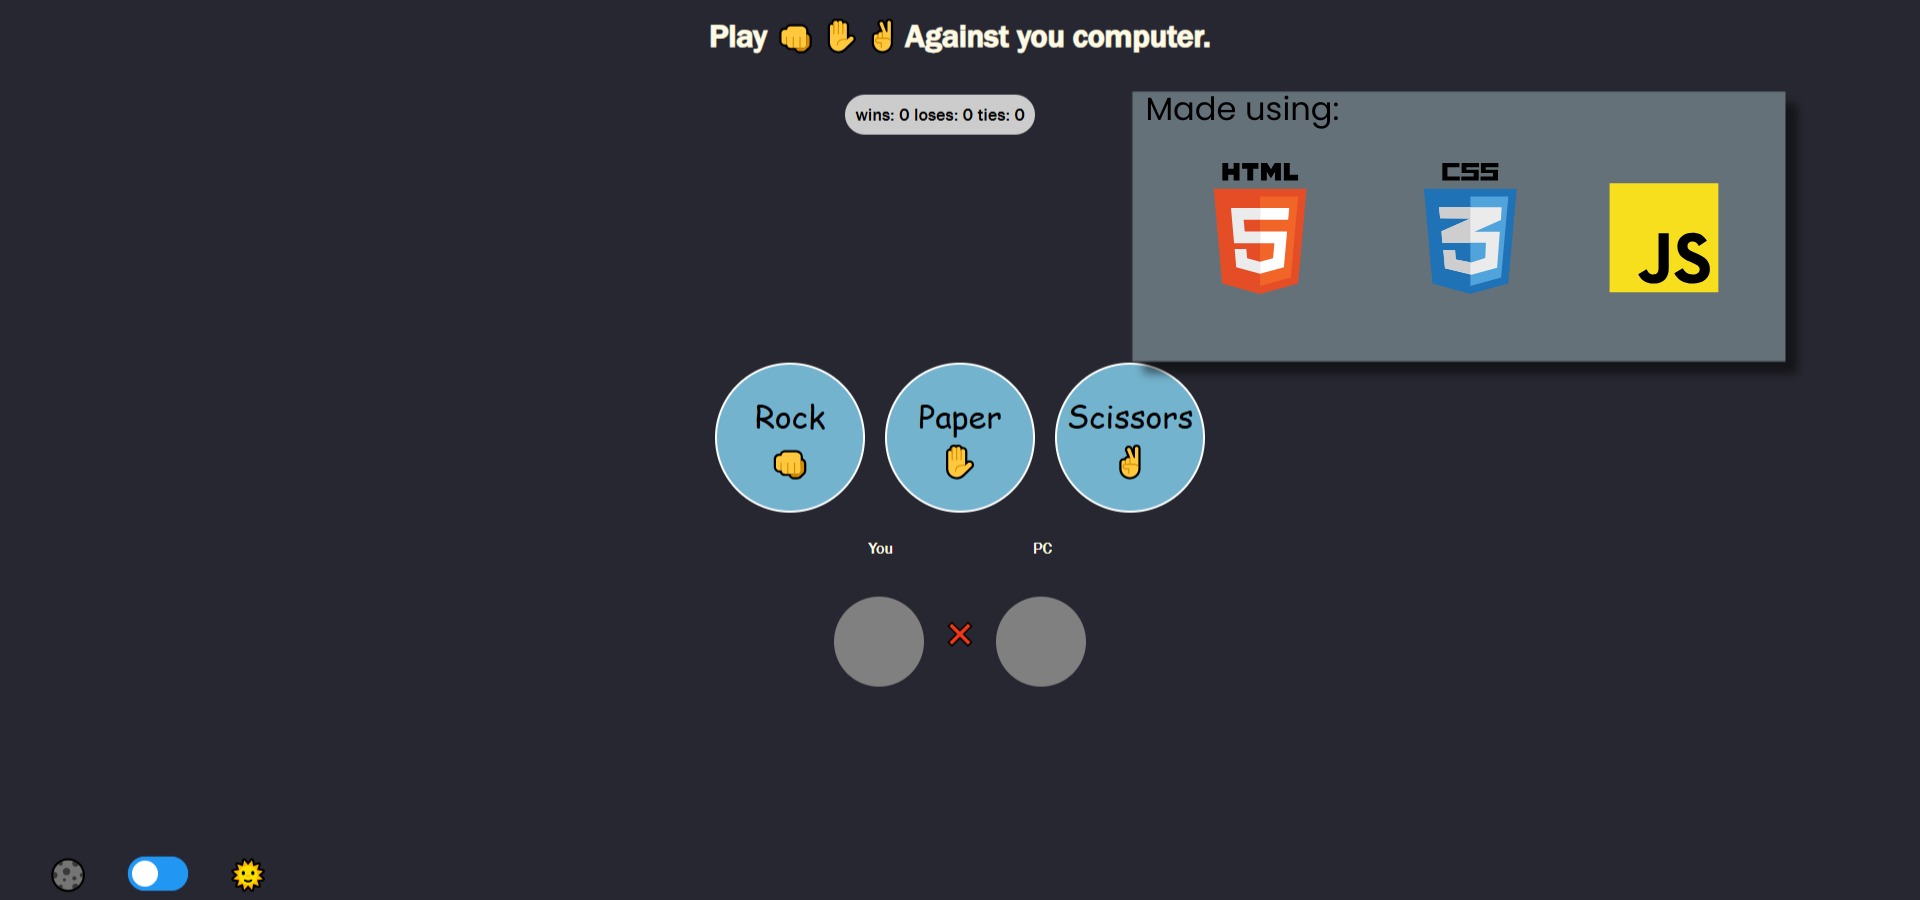 Play 👊 ✋ ✌ Against you computer.
wins: 0 loses: 0 ties: 0
Made using:
HTML
5
CSS
3
JS
Rock
Paper
Scissors
You
PC